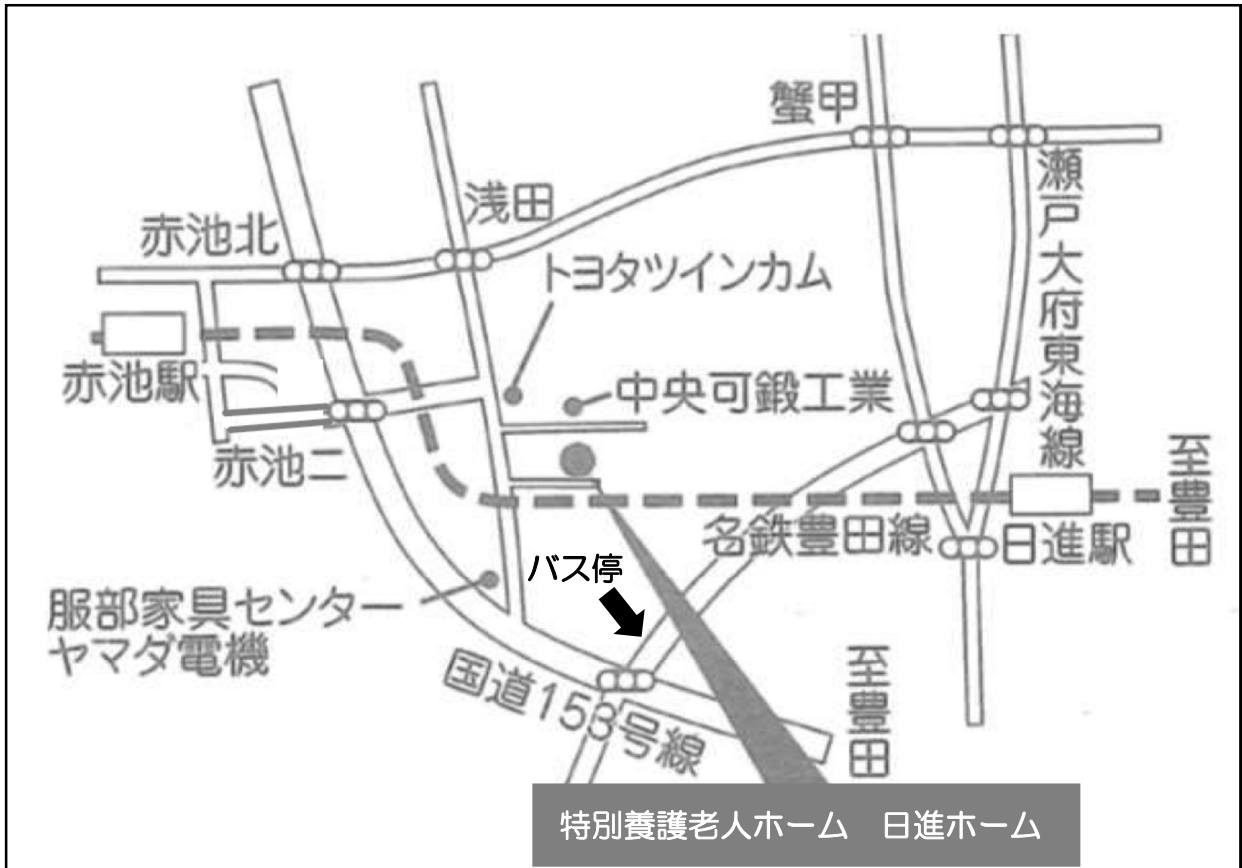 蟹甲
浅田
赤池北
瀬戸大府東海線
トヨタツインカム
赤池駅
中央可鍛工業
赤池二
至豊田
名鉄豊田線
日進駅
バス停
服部家具センター
ヤマダ電機
国道153号線
至豊田
特別養護老人ホーム　日進ホーム